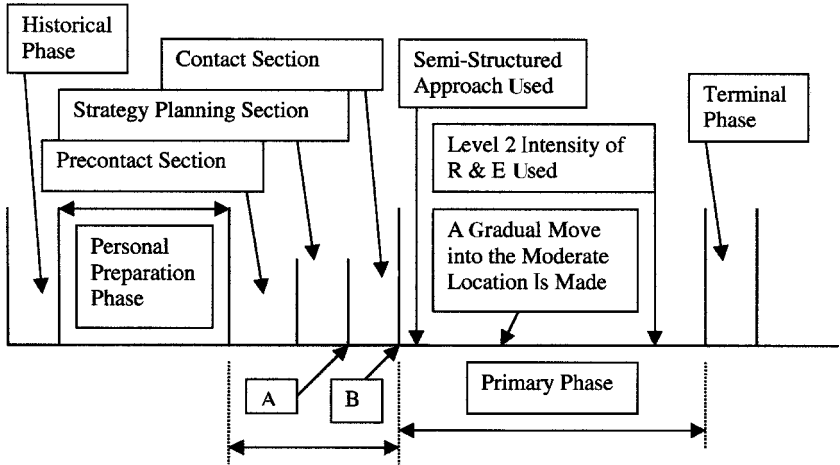 Historical
Phase
Contact Section
Strategy Planning Section
Precontact Section
Personal
Preparation
Phase
Semi-Structured
Approach Used
Level 2 Intensity of
R & E Used
A Gradual Move
into the Moderate
Location Is Made
Terminal
Phase
A
B
Primary Phase